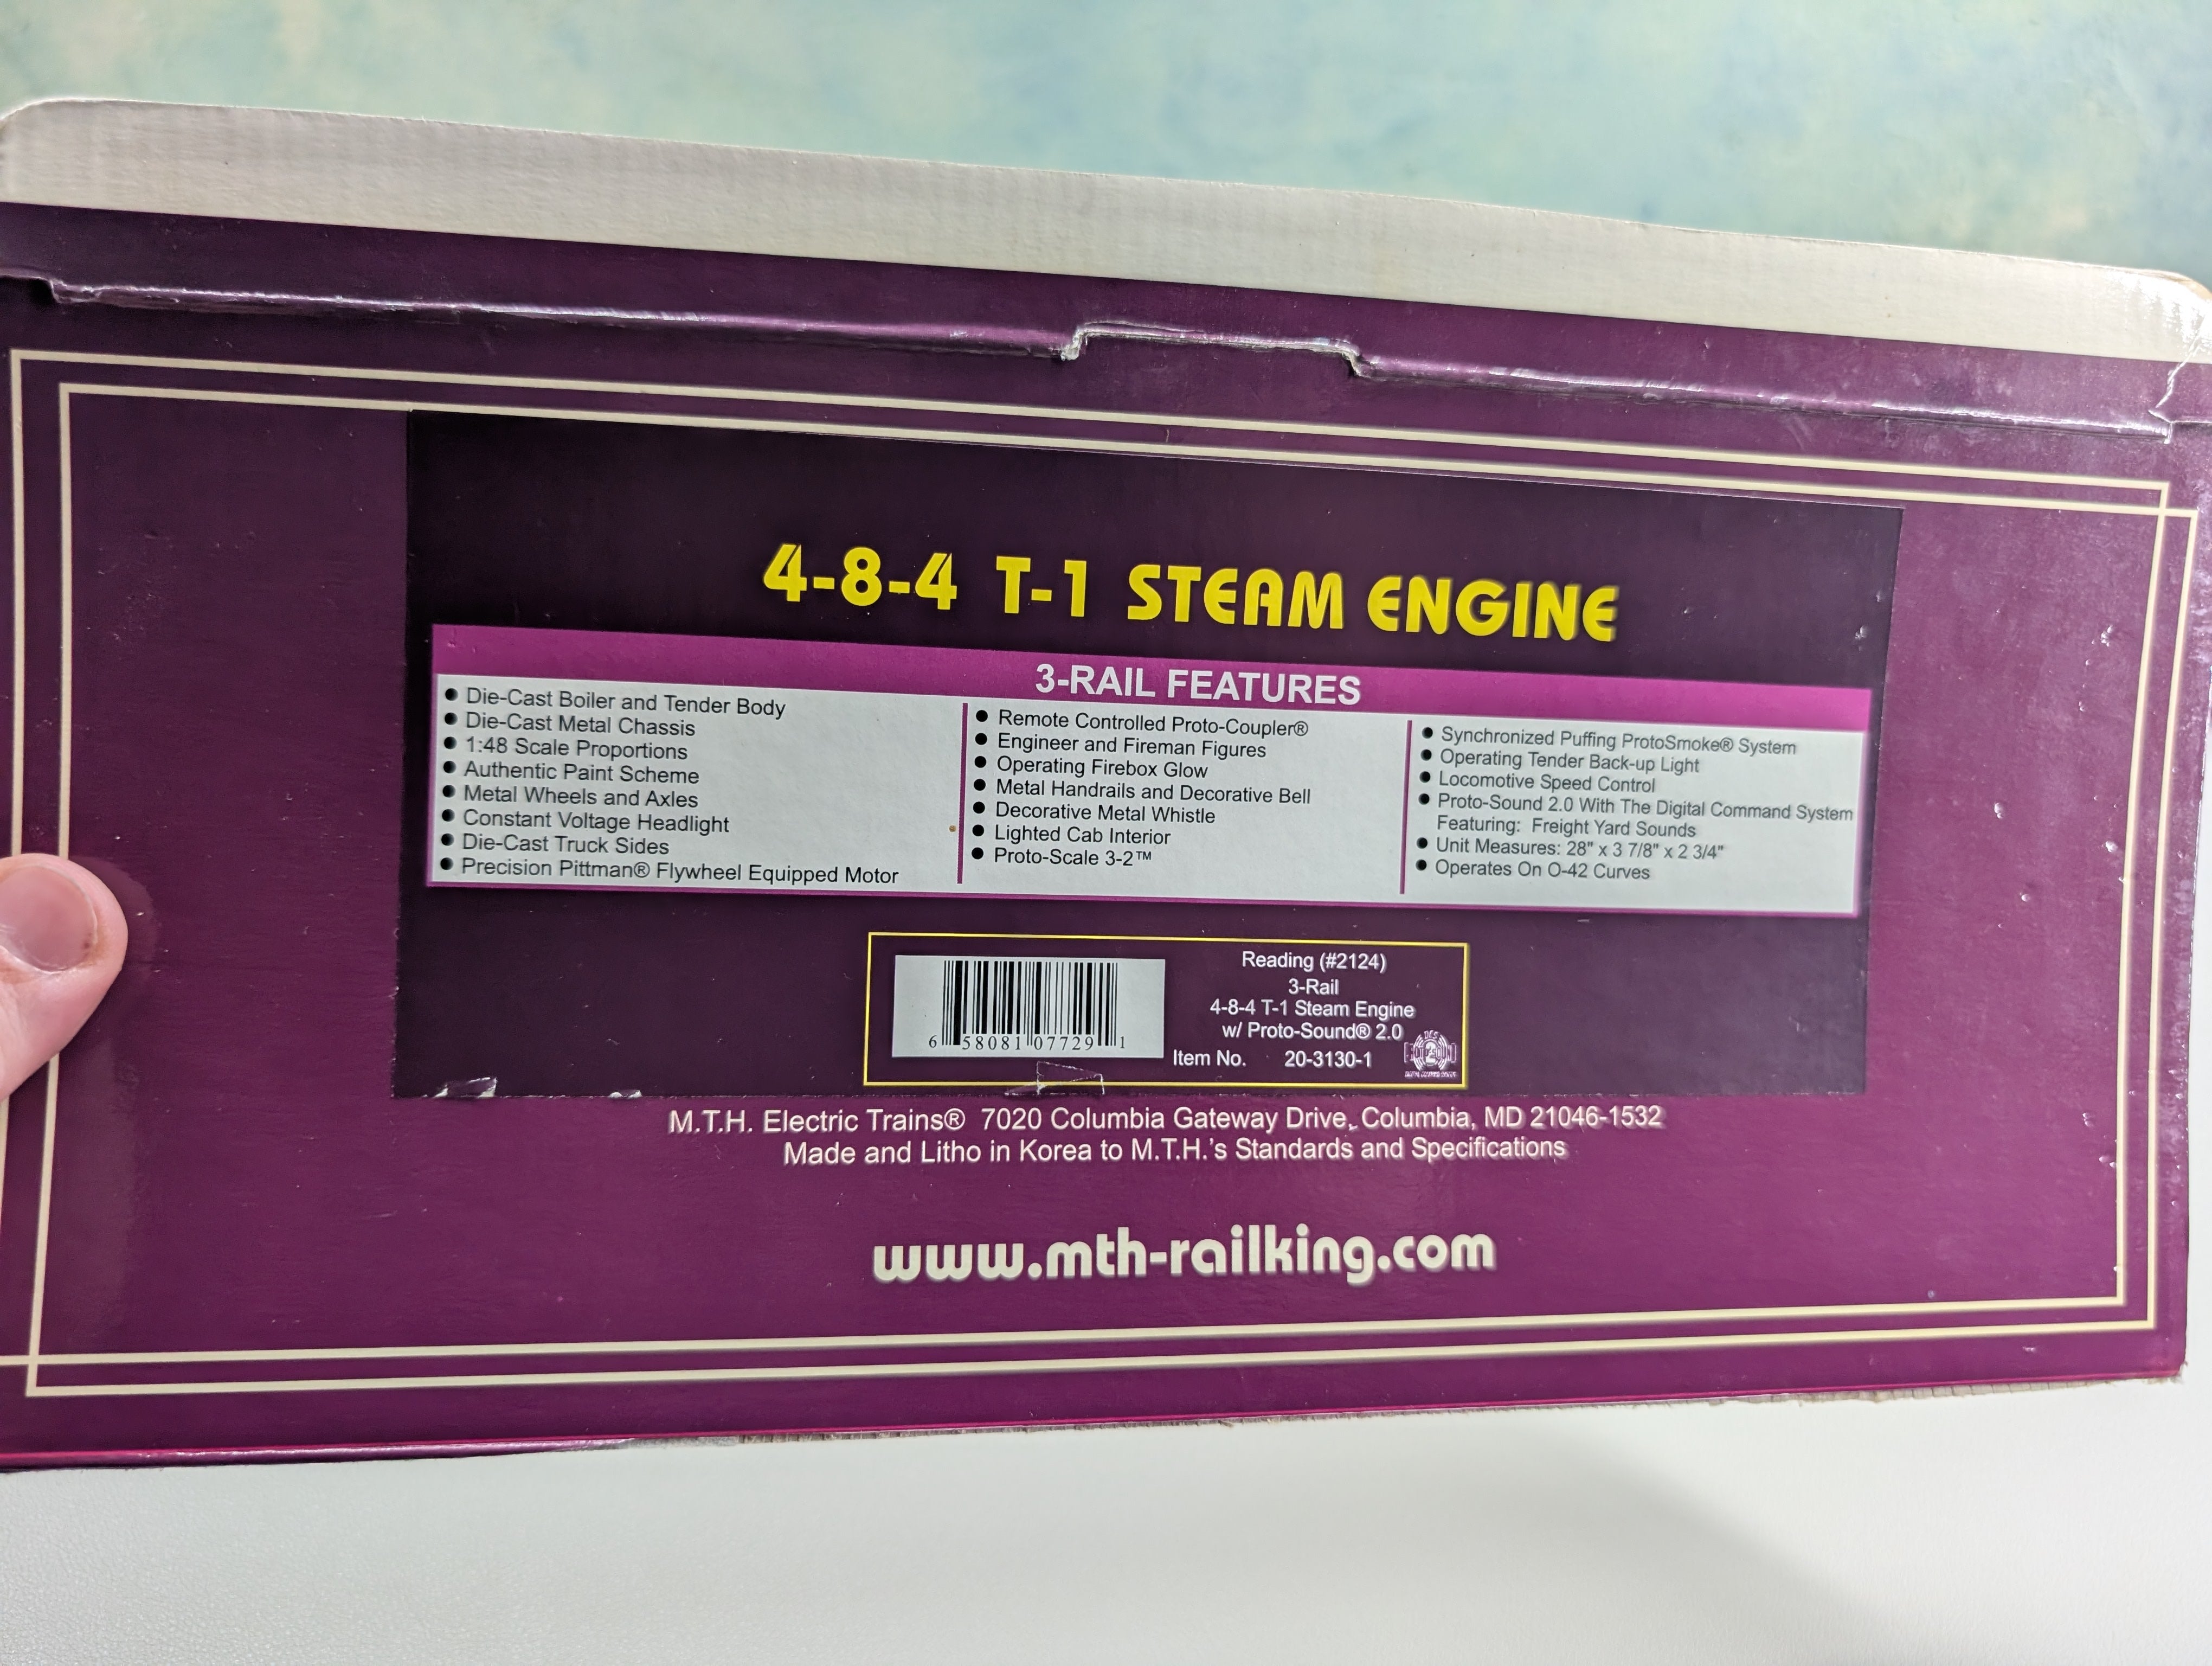 4-8-4 T-1 STEAM ENGINE
3-RAIL FEATURES
● Die-Cast Boiler and Tender Body
● Die-Cast Metal Chassis
● 1:48 Scale Proportions
● Authentic Paint Scheme
● Metal Wheels and Axles
● Constant Voltage Headlight
● Die-Cast Truck Sides
● Precision Pittman® Flywheel Equipped Motor
● Remote Controlled Proto-Coupler®
● Engineer and Fireman Figures
● Operating Firebox Glow
● Metal Handrails and Decorative Bell
● Decorative Metal Whistle
● Lighted Cab Interior
● Proto-Scale 3-2™
● Synchronized Puffing ProtoSmoke® System
● Operating Tender Back-up Light
● Locomotive Speed Control
● Proto-Sound 2.0 With The Digital Command System
Featuring: Freight Yard Sounds
● Unit Measures: 28" x 3 7/8" x 2 3/4"
● Operates On O-42 Curves
6 58081 07729 1
Reading (#2124)
3-Rail
4-8-4 T-1 Steam Engine
w/ Proto-Sound® 2.0
Item No. 20-3130-1
M.T.H. Electric Trains® 7020 Columbia Gateway Drive, Columbia, MD 21046-1532
Made and Litho in Korea to M.T.H.'s Standards and Specifications
www.mth-railking.com